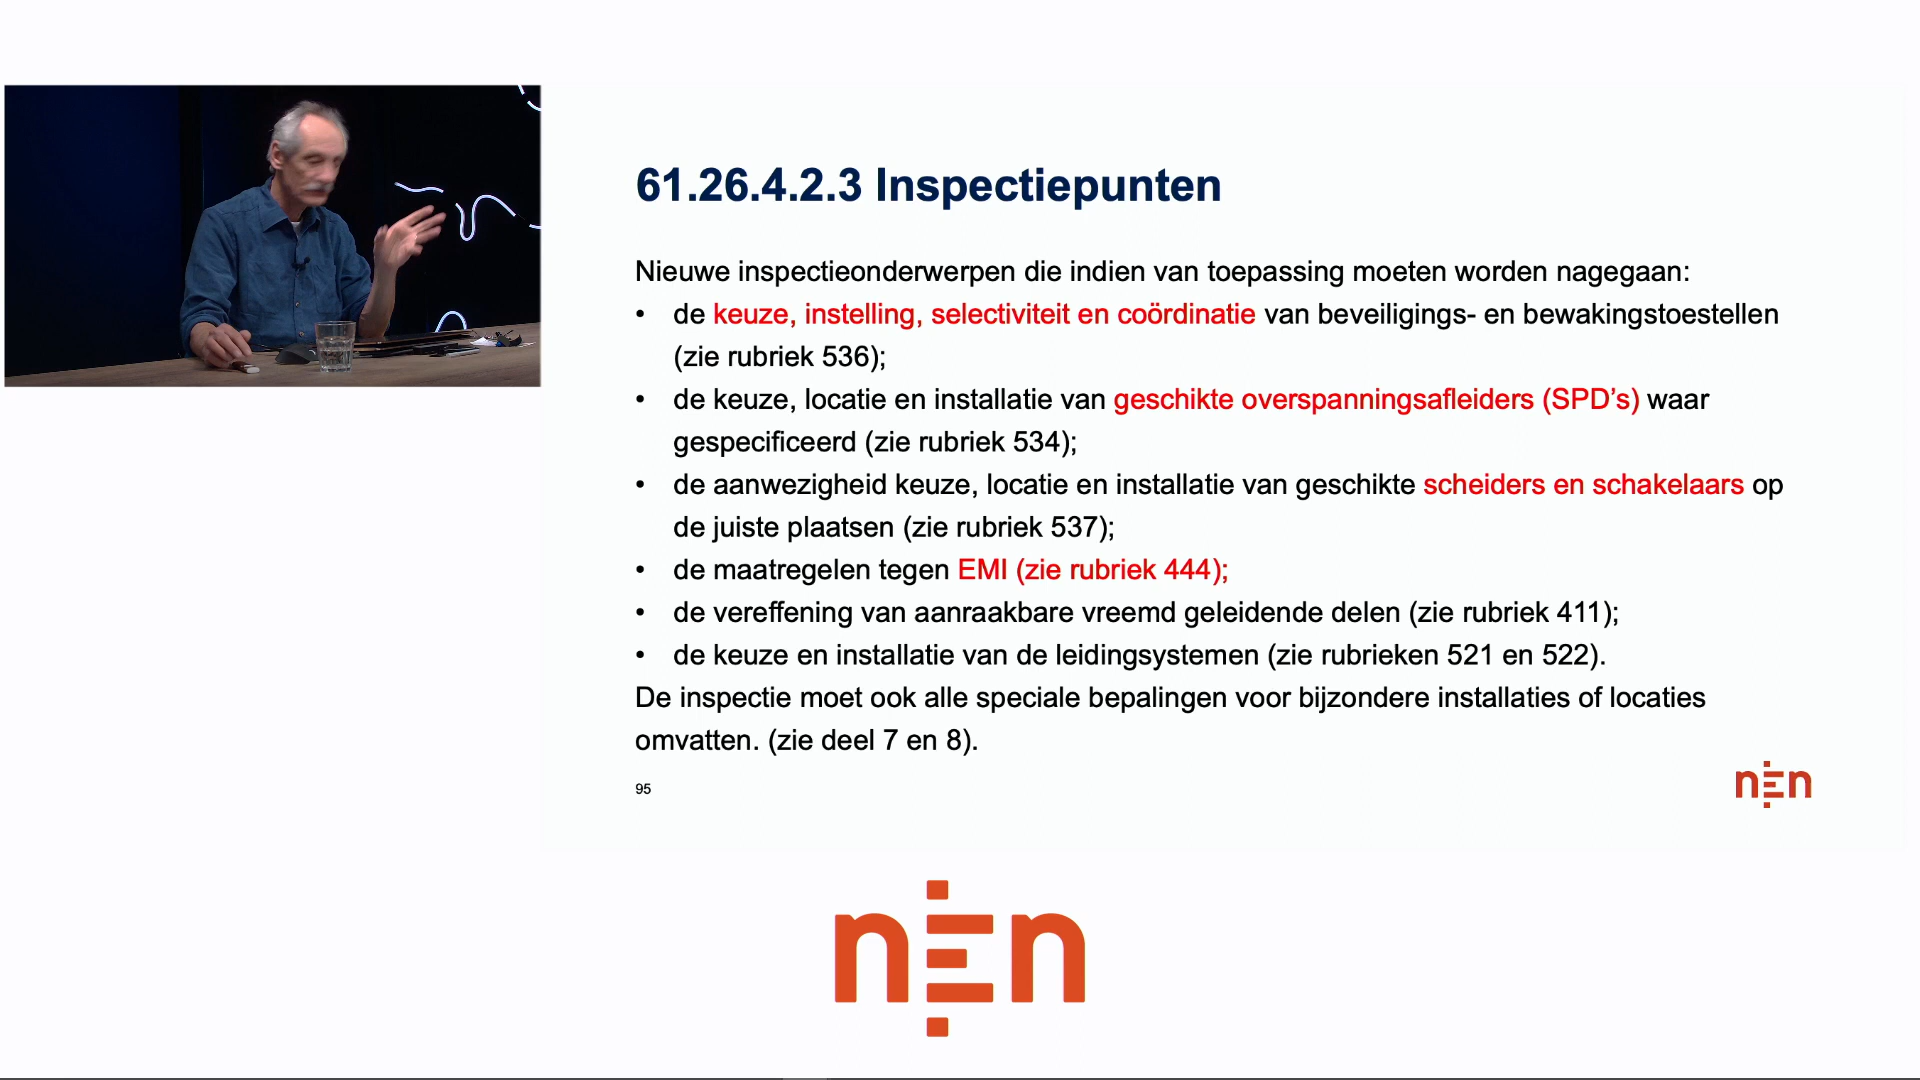 61.26.4.2.3 Inspectiepunten
Nieuwe inspectieonderwerpen die indien van toepassing moeten worden nagegaan:
• de keuze, instelling, selectiviteit en coördinatie van beveiligings- en bewakingstoestellen
(zie rubriek 536);
• de keuze, locatie en installatie van geschikte overspanningsafleiders (SPD’s) waar
gespecificeerd (zie rubriek 534);
• de aanwezigheid keuze, locatie en installatie van geschikte scheiders en schakelaars op
de juiste plaatsen (zie rubriek 537);
• de maatregelen tegen EMI (zie rubriek 444);
• de vereffening van aanraakbare vreemd geleidende delen (zie rubriek 411);
• de keuze en installatie van de leidingsystemen (zie rubrieken 521 en 522).
De inspectie moet ook alle speciale bepalingen voor bijzondere installaties of locaties
omvatten. (zie deel 7 en 8).
95
nEn
nEn